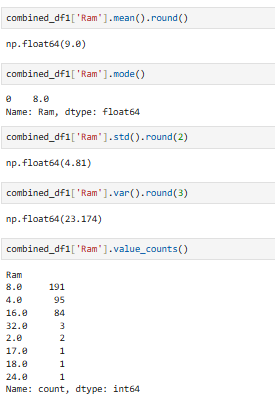 combined_df1['Ram'].mean().round()
np.float64(9.0)
combined_df1['Ram'].mode()
0    8.0
Name: Ram, dtype: float64
combined_df1['Ram'].std().round(2)
np.float64(4.81)
combined_df1['Ram'].var().round(3)
np.float64(23.174)
combined_df1['Ram'].value_counts()
Ram
8.0     191
4.0      95
16.0     84
32.0      3
2.0       2
17.0      1
18.0      1
24.0      1
Name: count, dtype: int64